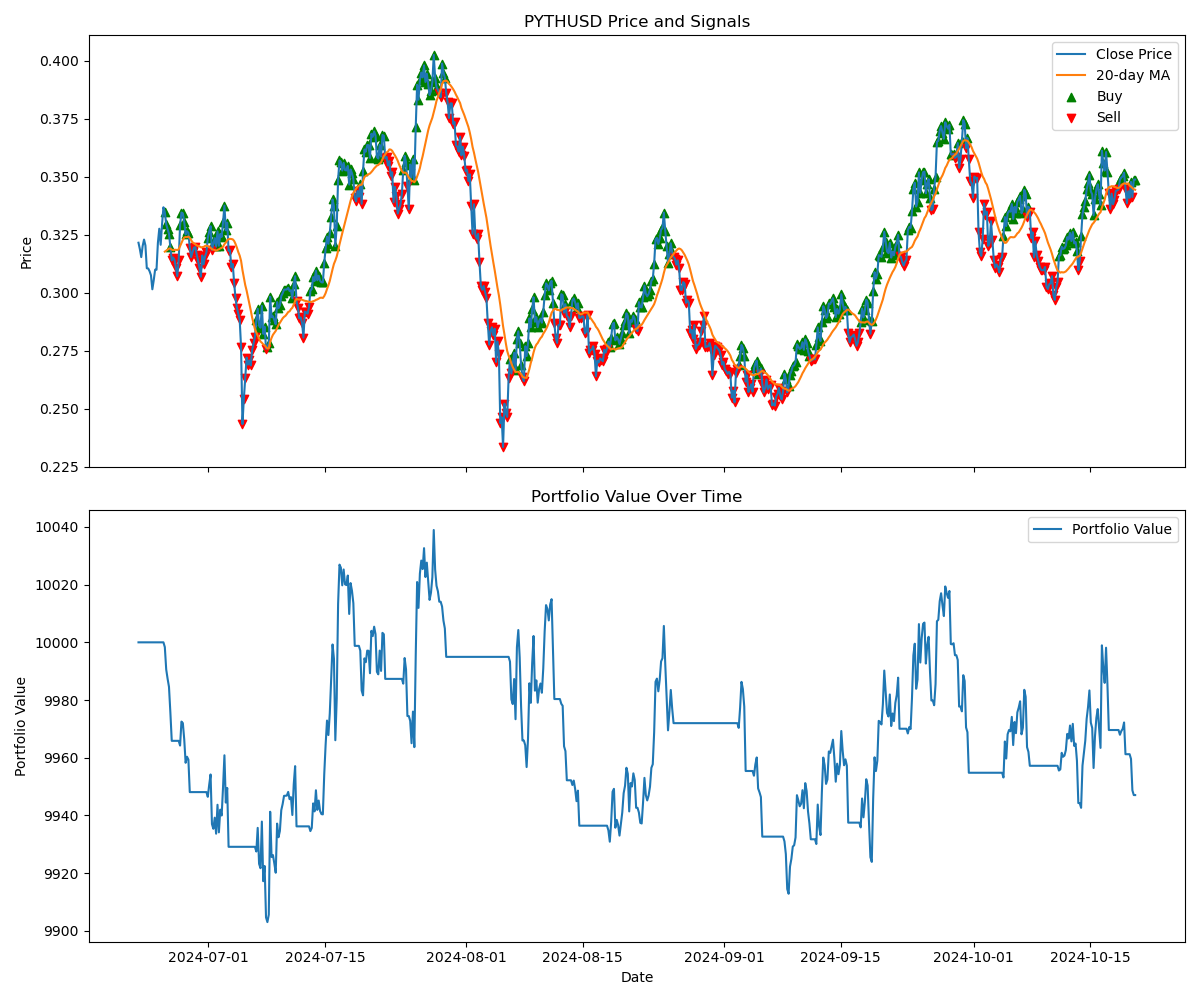 PYTHUSD Price and Signals
0.400
0.375
0.350
0.325
0.300
0.275
0.250
0.225
Price
Close Price
20-day MA
Buy
Sell
Portfolio Value Over Time
10040
10020
10000
9980
9960
9940
9920
9900
Portfolio Value
Portfolio Value
2024-07-01
2024-07-15
2024-08-01
2024-08-15
2024-09-01
2024-09-15
2024-10-01
2024-10-15
Date